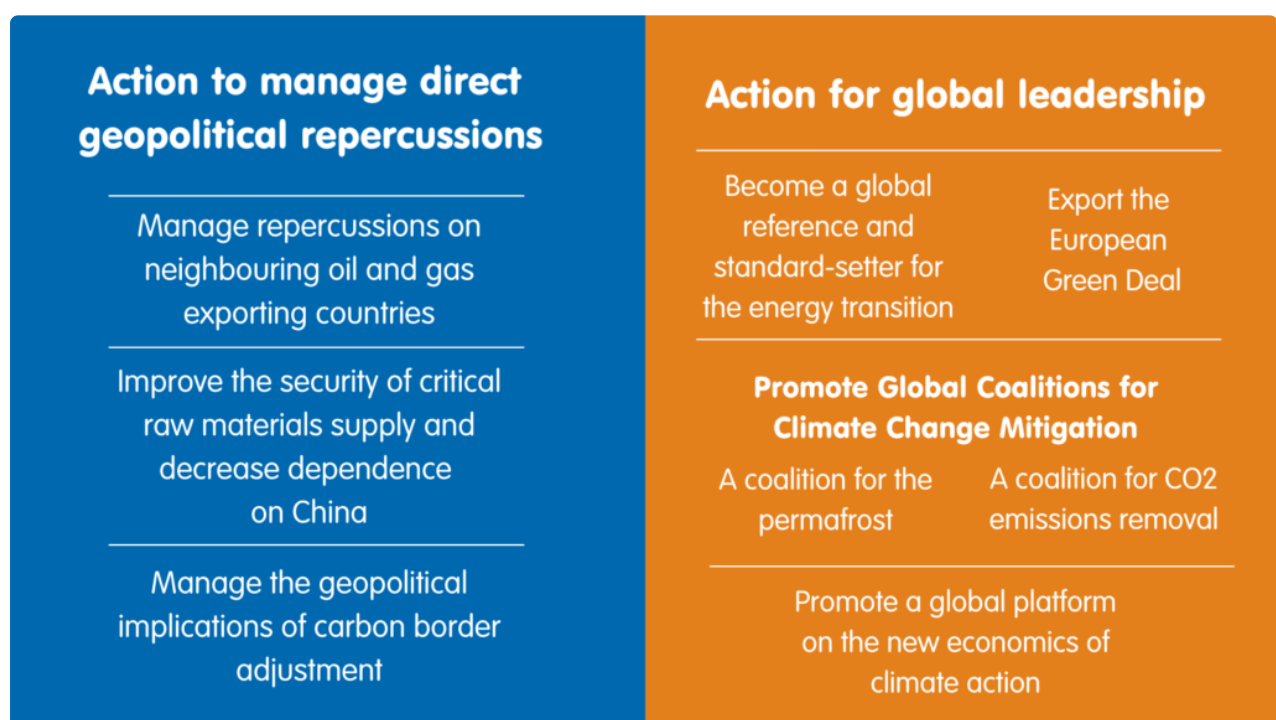 Action to manage direct
geopolitical repercussions
Manage repercussions on
neighbouring oil and gas
exporting countries
Improve the security of critical
raw materials supply and
decrease dependence
on China
Manage the geopolitical
implications of carbon border
adjustment
Action for global leadership
Become a global
reference and
standard-setter for
the energy transition
Export the
European
Green Deal
Promote Global Coalitions for
Climate Change Mitigation
A coalition for the
permafrost
A coalition for CO2
emissions removal
Promote a global platform
on the new economics of
climate action